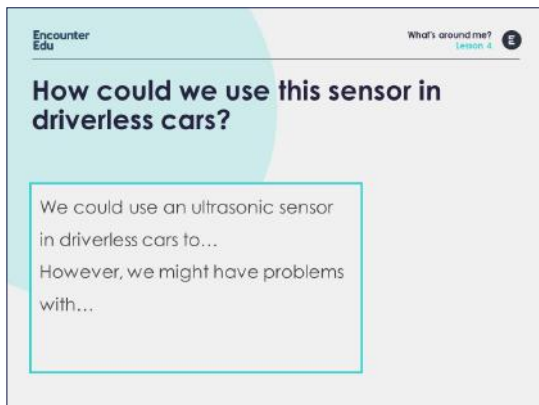 Encounter
Edu
What's around me?
Lesson 4
E
How could we use this sensor in
driverless cars?
We could use an ultrasonic sensor
in driverless cars to…
However, we might have problems
with…